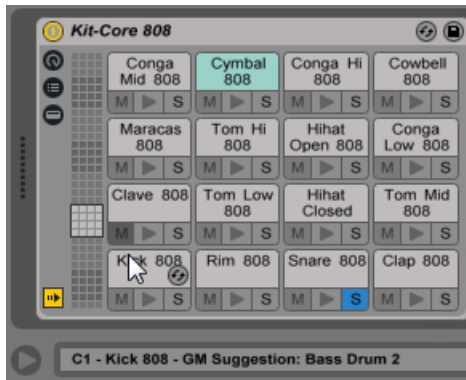 Kit-Core 808
Conga Mid 808
Cymbal 808
Conga Hi 808
Cowbell 808
M S M S M S M S
Maracas 808
Tom Hi 808
Hihat Open 808
Conga Low 808
M S M S M S M S
Clave 808
Tom Low 808
Hihat Closed
Tom Mid 808
M S M S M S M S
Kick 808
Rim 808
Snare 808
Clap 808
M S M S M S M S
C1 - Kick 808 - GM Suggestion: Bass Drum 2